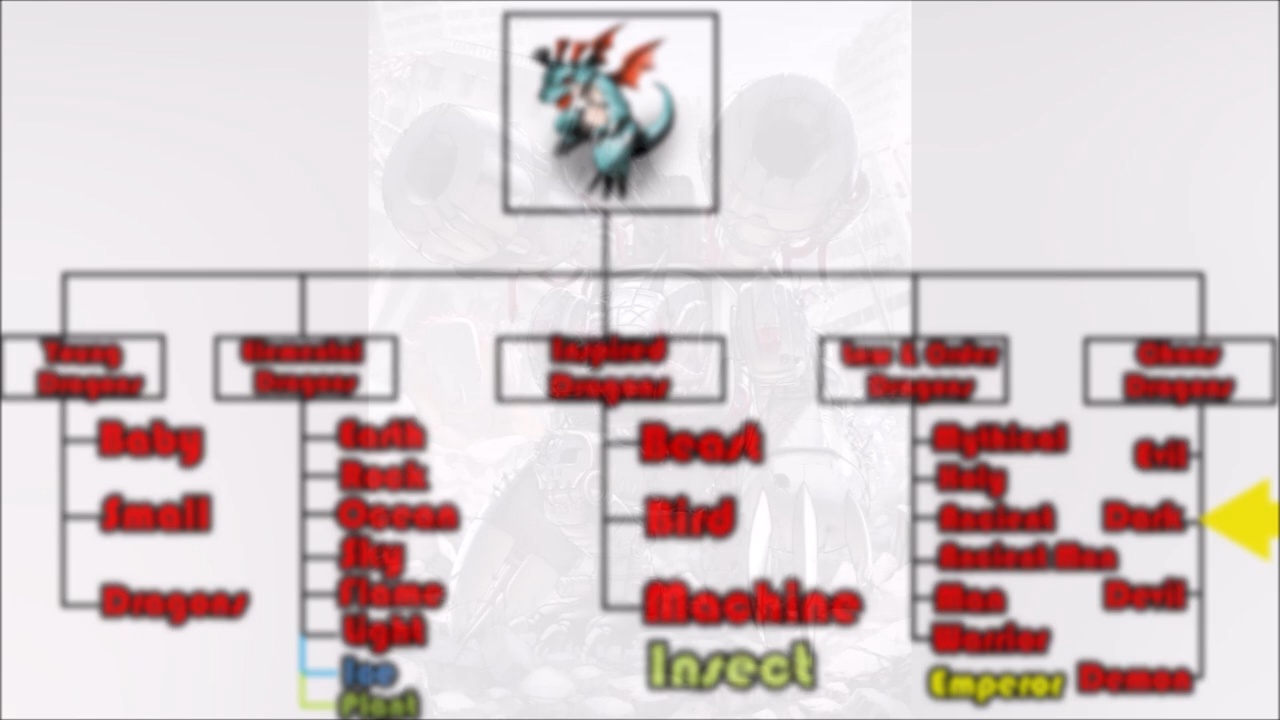 Young
Dragons
Baby
Small
Dragons
Elemental
Dragons
Earth
Rock
Ocean
Sky
Flame
Light
Ice
Plant
Inspired
Dragons
Beast
Bird
Machine
Insect
Law & Order
Dragons
Mythical
Holy
Ancient
Ancient Man
Man
Warrior
Emperor
Chaos
Dragons
Evil
Dark
Devil
Demon